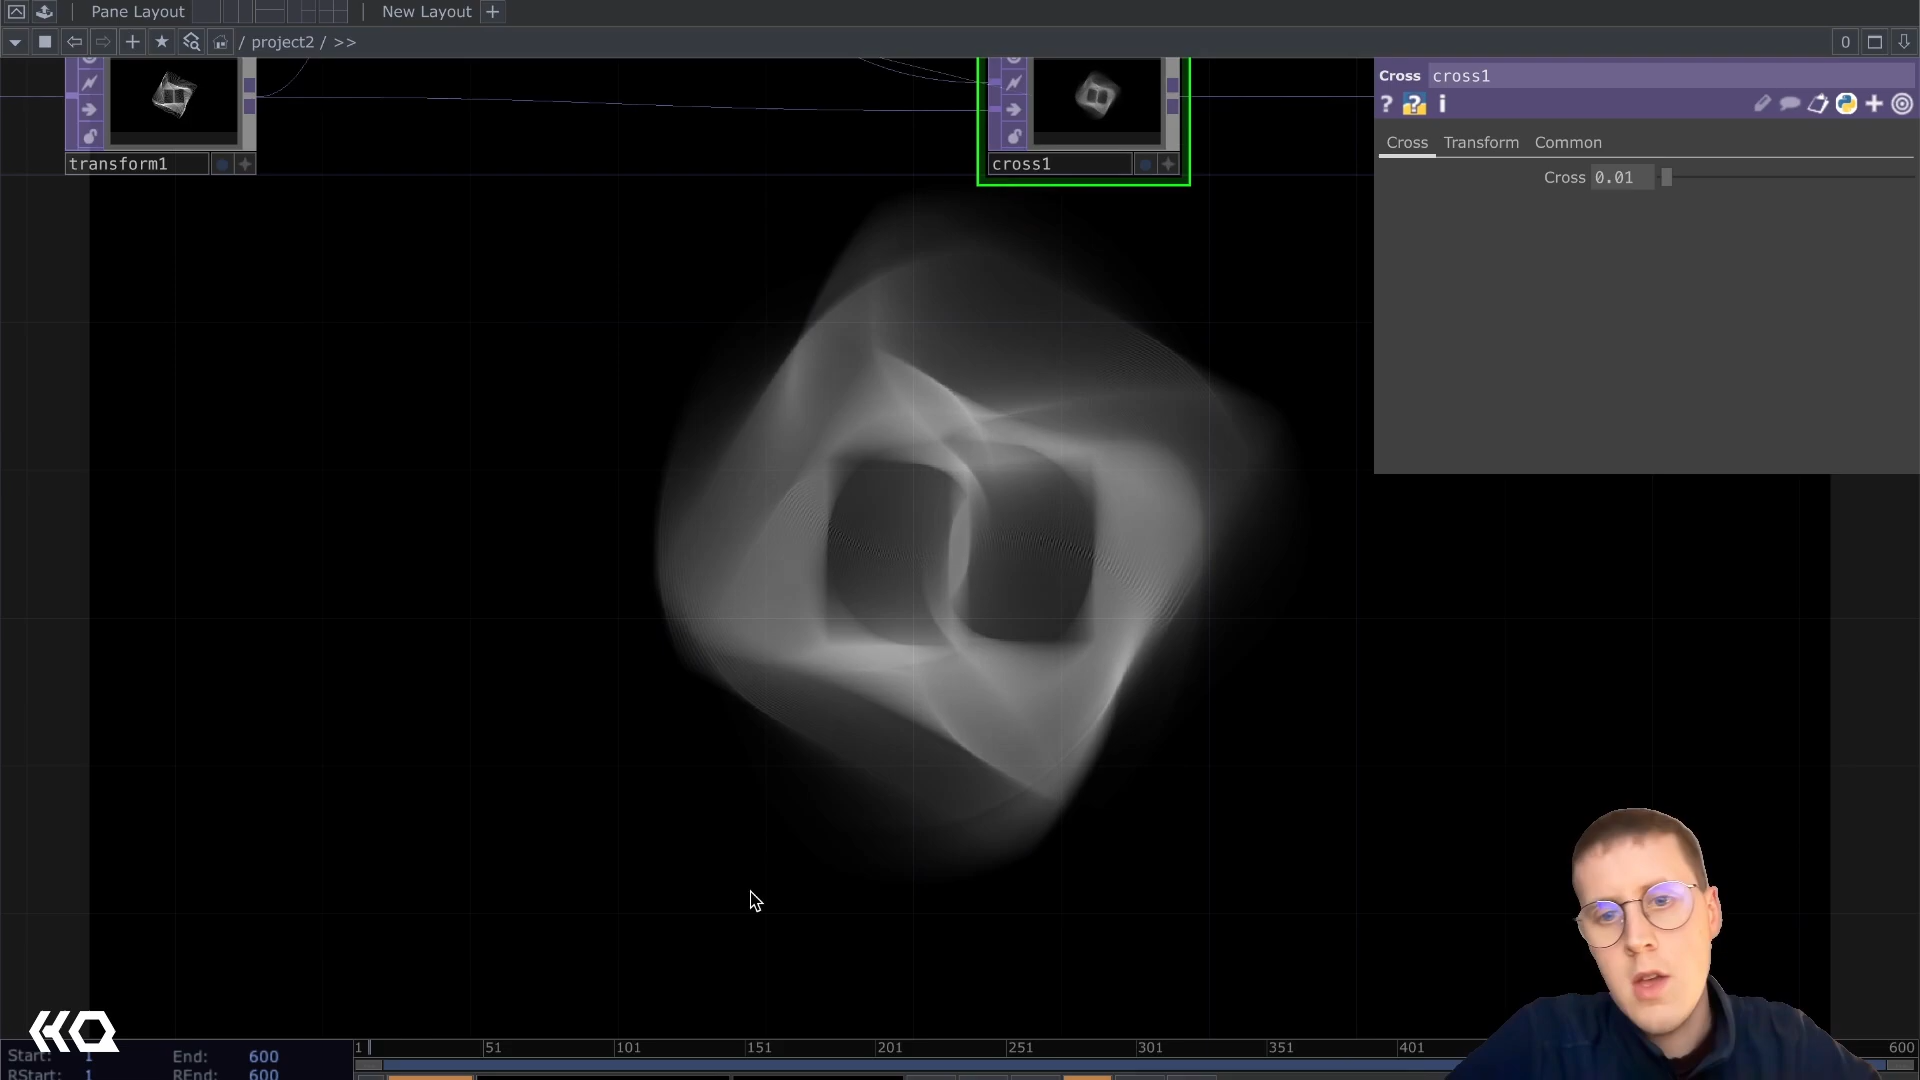 Pane Layout New Layout
/ project2 / >> 0
Cross cross1
? ? i
Cross Transform Common
Cross 0.01
transform1
cross1
HQ
1 51 101 151 201 251 301 351 401 600
Start: 1 End: 600
RStart: 1 REnd: 600